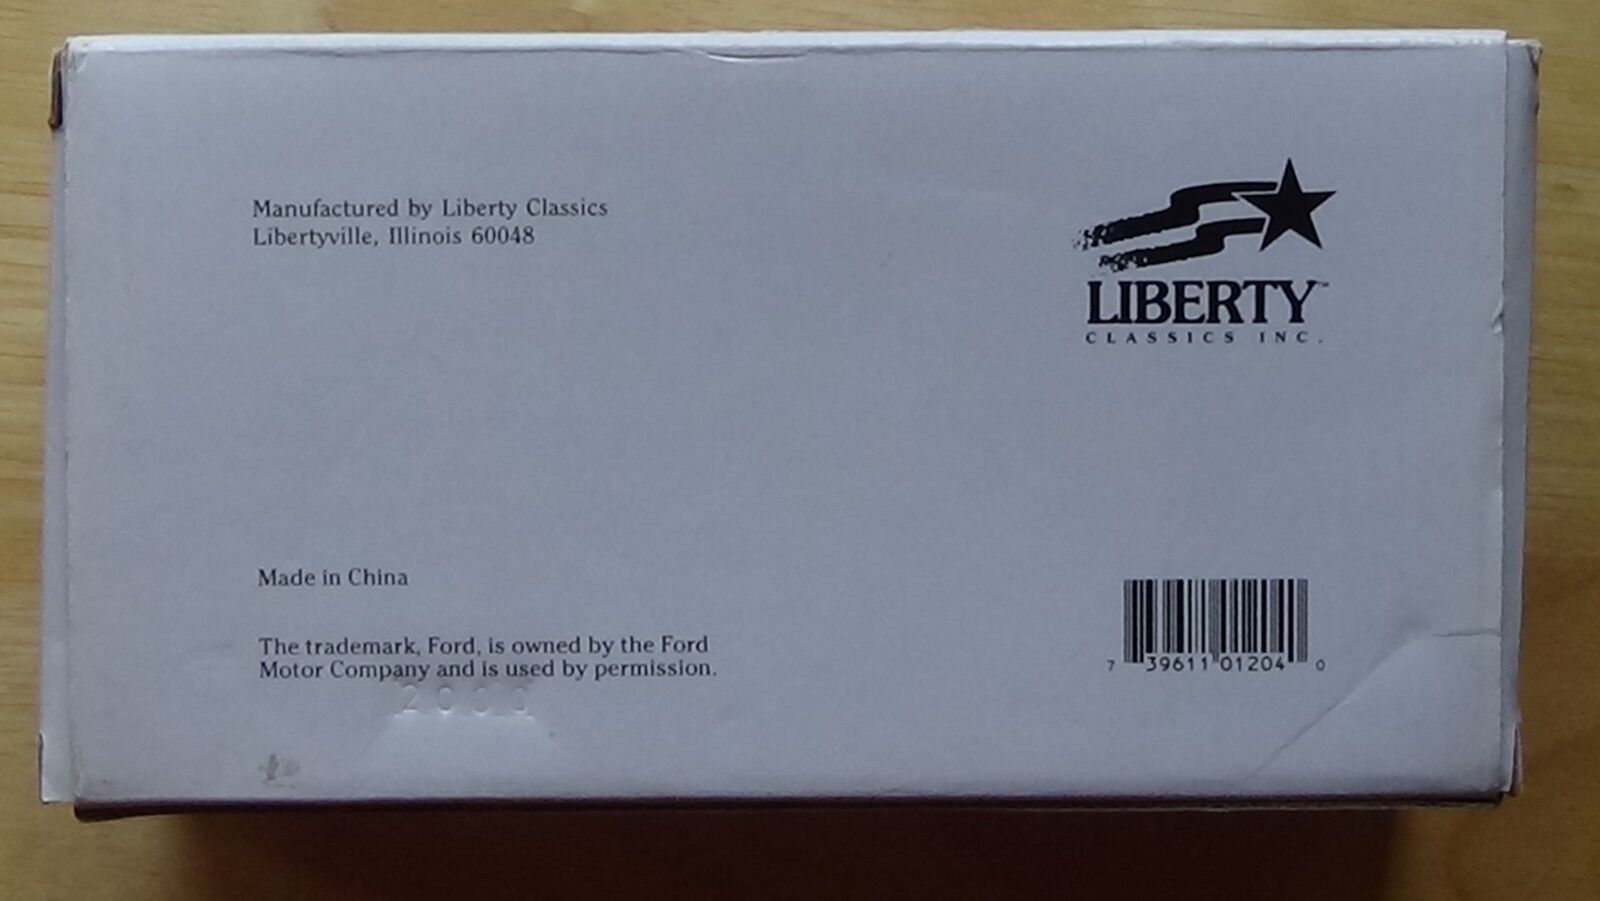 Manufactured by Liberty Classics
Libertyville, Illinois 60048
LIBERTY™
CLASSICS INC.
Made in China
The trademark, Ford, is owned by the Ford
Motor Company and is used by permission.
7 39611 01204 0